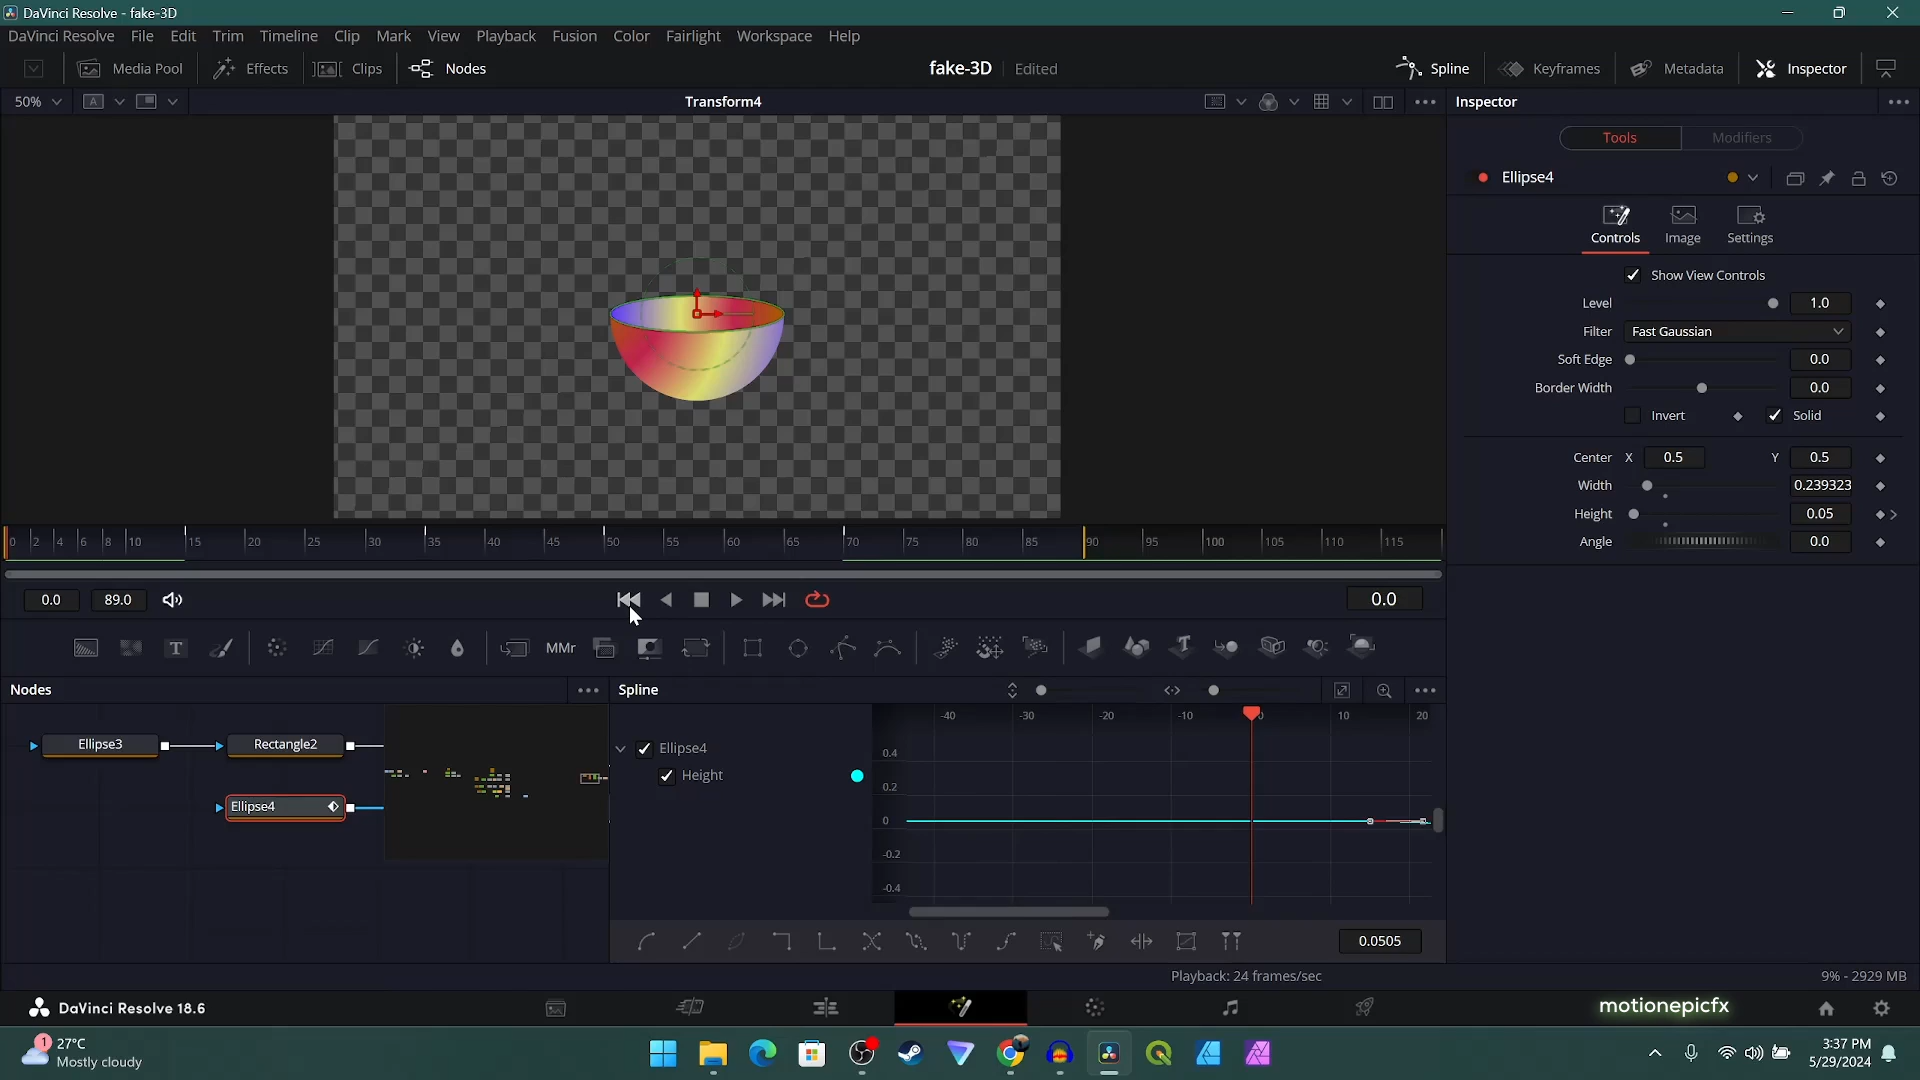 DaVinci Resolve - fake-3D
DaVinci Resolve File Edit Trim Timeline Clip Mark View Playback Fusion Color Fairlight Workspace Help
Media Pool Effects Clips Nodes fake-3D Edited Spline Keyframes Metadata Inspector
50% A Transform4 Inspector
Tools Modifiers
Ellipse4
Controls Image Settings
Show View Controls
Level 1.0
Filter Fast Gaussian
Soft Edge 0.0
Border Width 0.0
Invert Solid
Center X 0.5 Y 0.5
Width 0.239323
Height 0.05
Angle 0.0
0 2 4 6 8 10 15 20 25 30 35 40 45 50 55 60 65 70 75 80 85 90 95 100 105 110 115
0.0 89.0 0.0
T MMr T
Nodes Spline
-40 -30 -20 -10 0 10 20
Ellipse3 Rectangle2 Ellipse4 0.4
Height 0.2
Ellipse4 0
-0.2
-0.4
0.0505
Playback: 24 frames/sec 9% - 2929 MB
DaVinci Resolve 18.6 motionepicfx
1 27°C
Mostly cloudy
3:37 PM
5/29/2024